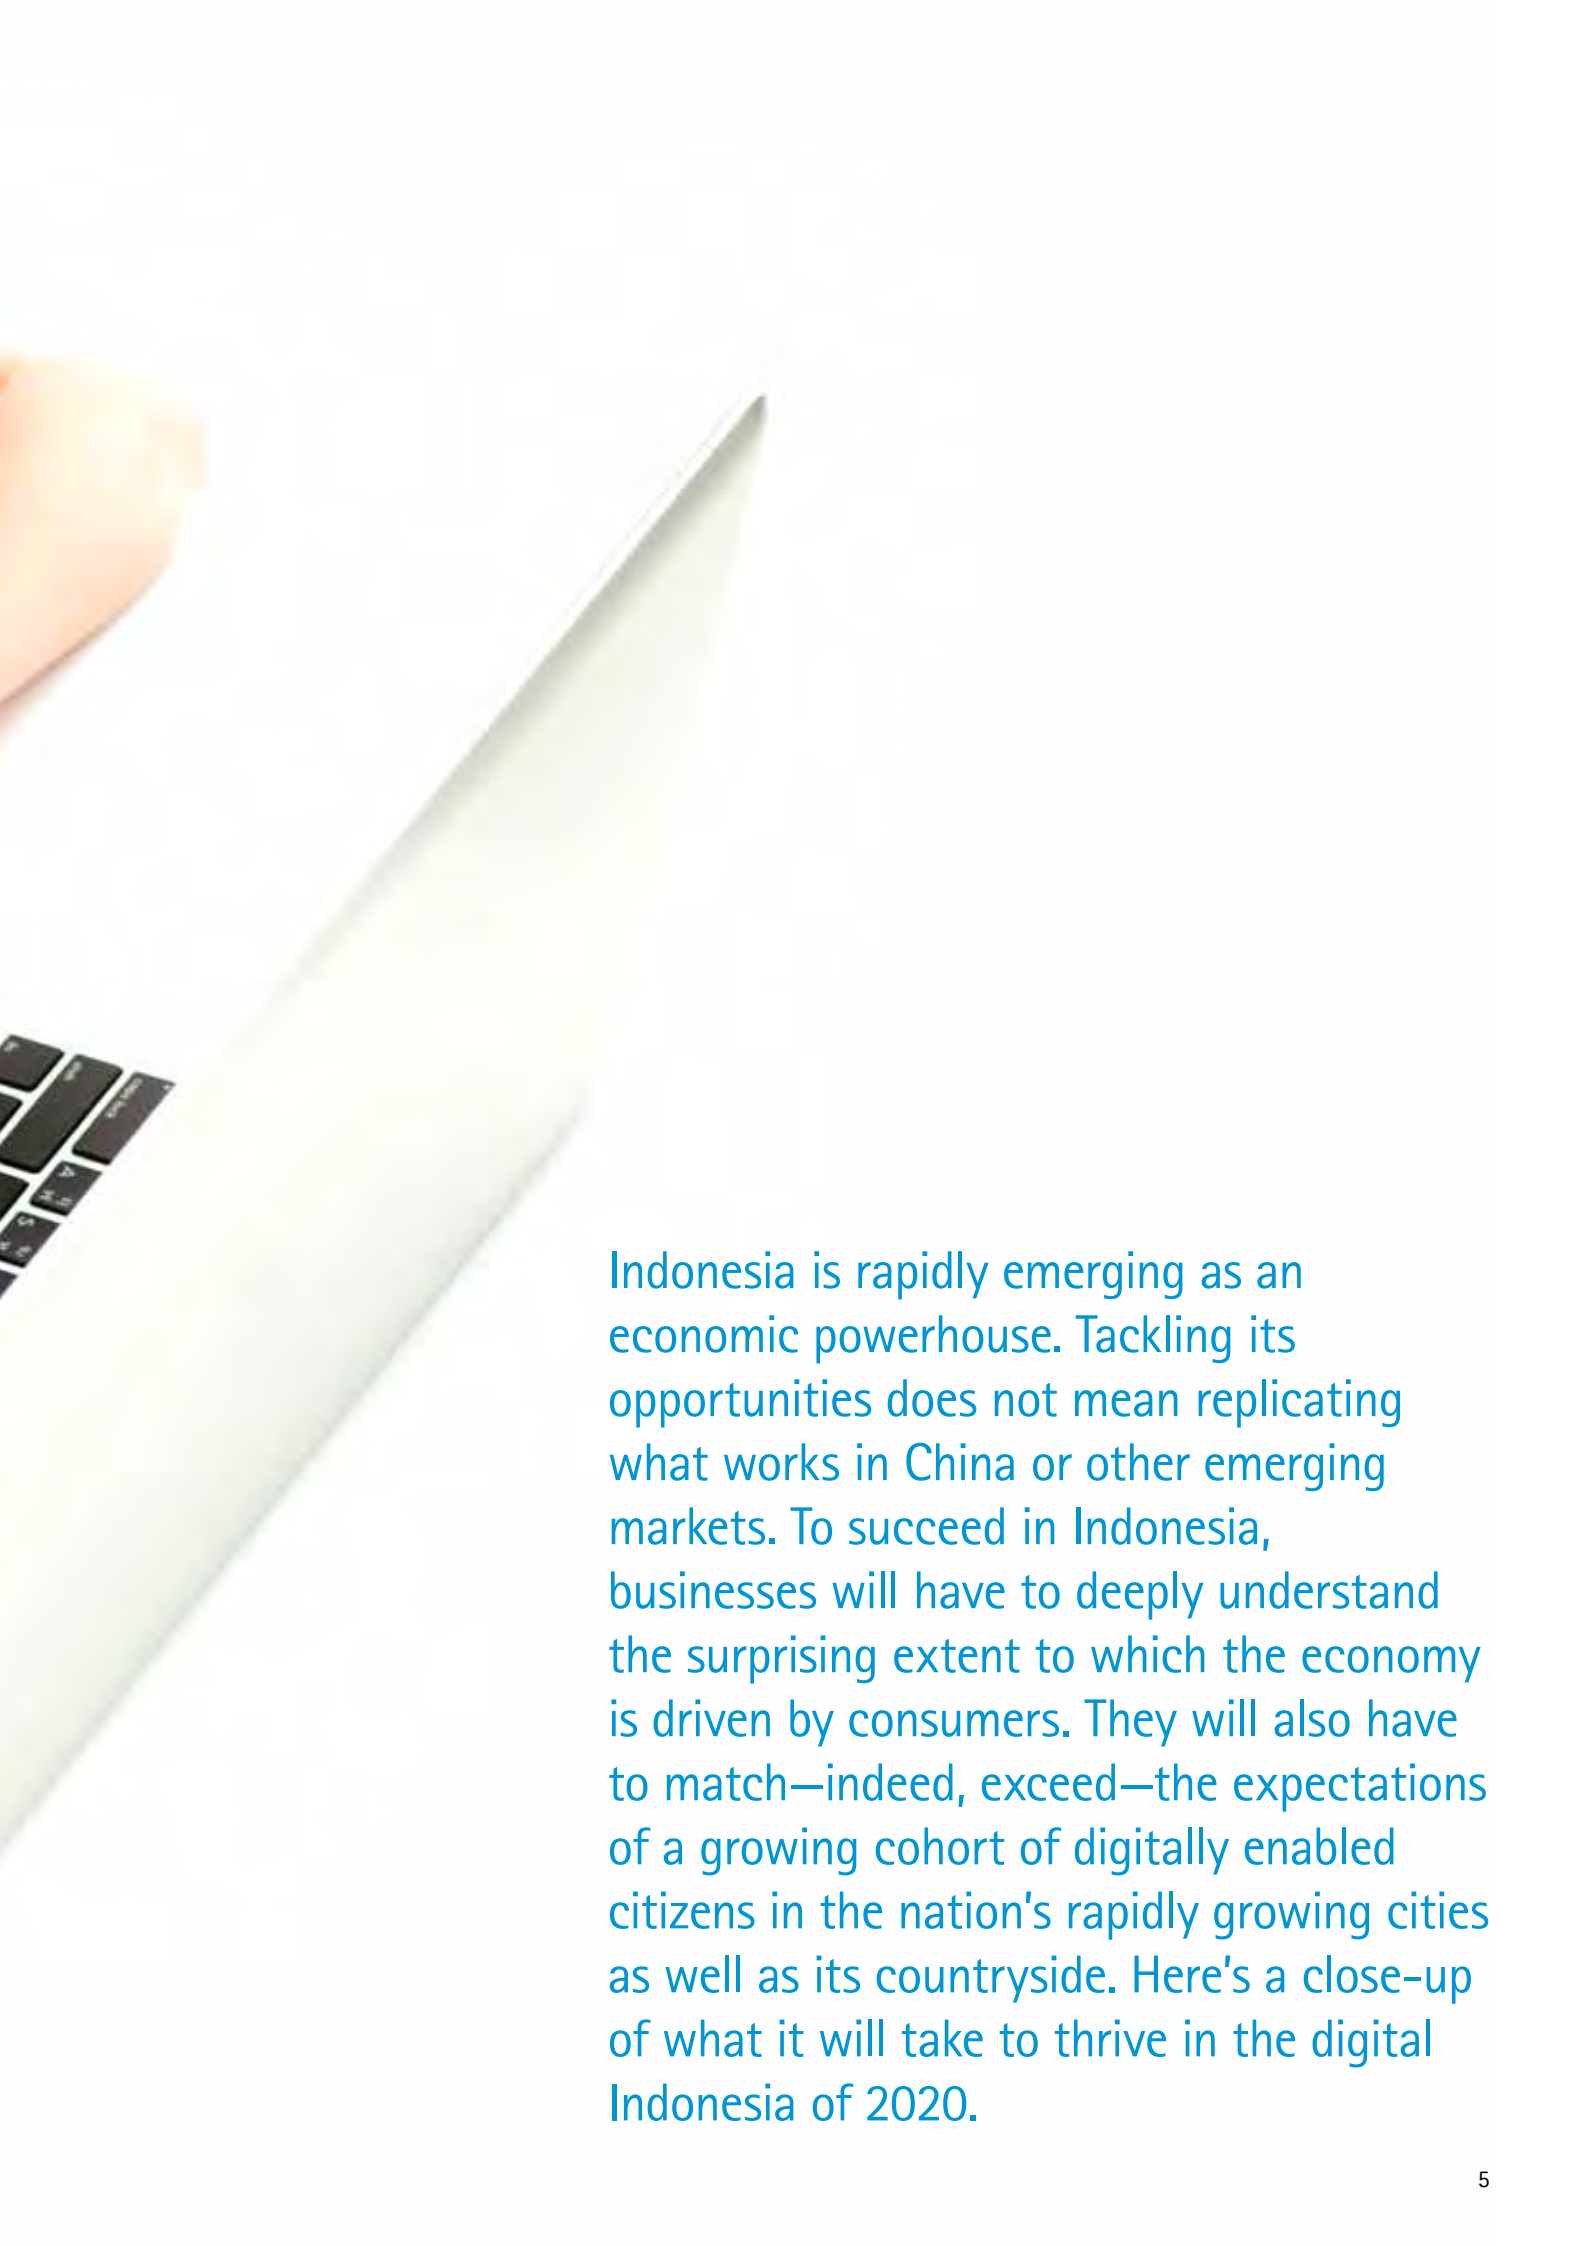 caps lock
A
S
Indonesia is rapidly emerging as an
economic powerhouse. Tackling its
opportunities does not mean replicating
what works in China or other emerging
markets. To succeed in Indonesia,
businesses will have to deeply understand
the surprising extent to which the economy
is driven by consumers. They will also have
to match—indeed, exceed—the expectations
of a growing cohort of digitally enabled
citizens in the nation’s rapidly growing cities
as well as its countryside. Here’s a close-up
of what it will take to thrive in the digital
Indonesia of 2020.
5